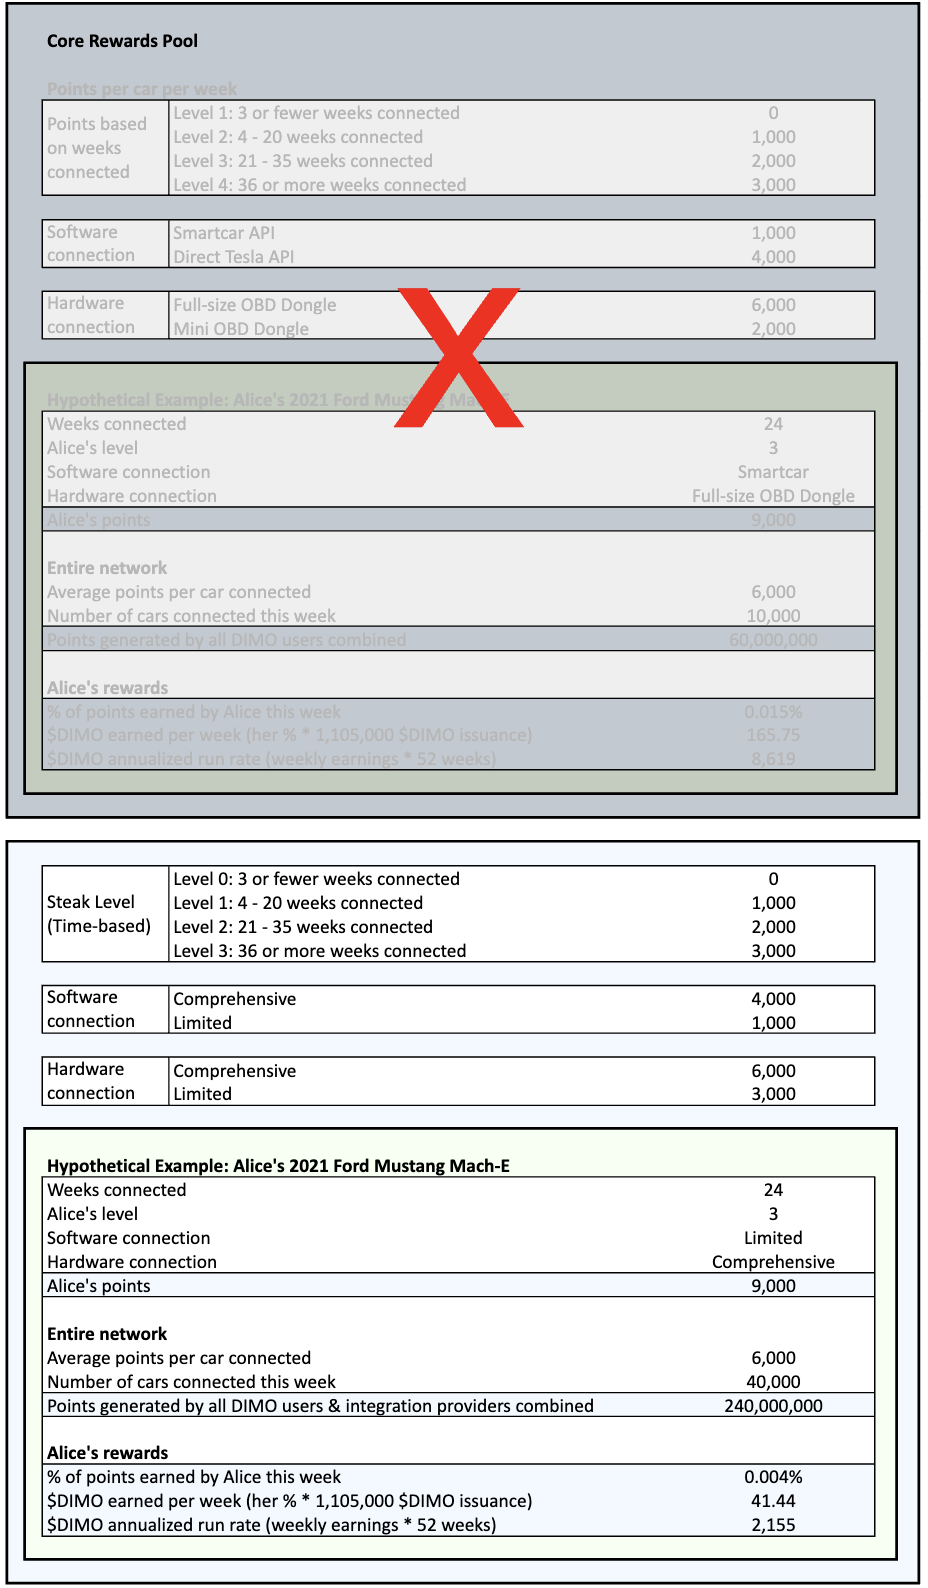 Core Rewards Pool
Points per car per week
Points based on weeks connected
Level 1: 3 or fewer weeks connected 0
Level 2: 4 - 20 weeks connected 1,000
Level 3: 21 - 35 weeks connected 2,000
Level 4: 36 or more weeks connected 3,000
Software connection
Smartcar API 1,000
Direct Tesla API 4,000
Hardware connection
Full-size OBD Dongle 6,000
Mini OBD Dongle 2,000
X
Hypothetical Example: Alice's 2021 Ford Mustang Mach-E
Weeks connected 24
Alice's level 3
Software connection Smartcar
Hardware connection Full-size OBD Dongle
Alice's points 9,000
Entire network
Average points per car connected 6,000
Number of cars connected this week 10,000
Points generated by all DIMO users combined 60,000,000
Alice's rewards
% of points earned by Alice this week 0.015%
$DIMO earned per week (her % * 1,105,000 $DIMO issuance) 165.75
$DIMO annualized run rate (weekly earnings * 52 weeks) 8,619
Steak Level (Time-based)
Level 0: 3 or fewer weeks connected 0
Level 1: 4 - 20 weeks connected 1,000
Level 2: 21 - 35 weeks connected 2,000
Level 3: 36 or more weeks connected 3,000
Software connection
Comprehensive 4,000
Limited 1,000
Hardware connection
Comprehensive 6,000
Limited 3,000
Hypothetical Example: Alice's 2021 Ford Mustang Mach-E
Weeks connected 24
Alice's level 3
Software connection Limited
Hardware connection Comprehensive
Alice's points 9,000
Entire network
Average points per car connected 6,000
Number of cars connected this week 40,000
Points generated by all DIMO users & integration providers combined 240,000,000
Alice's rewards
% of points earned by Alice this week 0.004%
$DIMO earned per week (her % * 1,105,000 $DIMO issuance) 41.44
$DIMO annualized run rate (weekly earnings * 52 weeks) 2,155